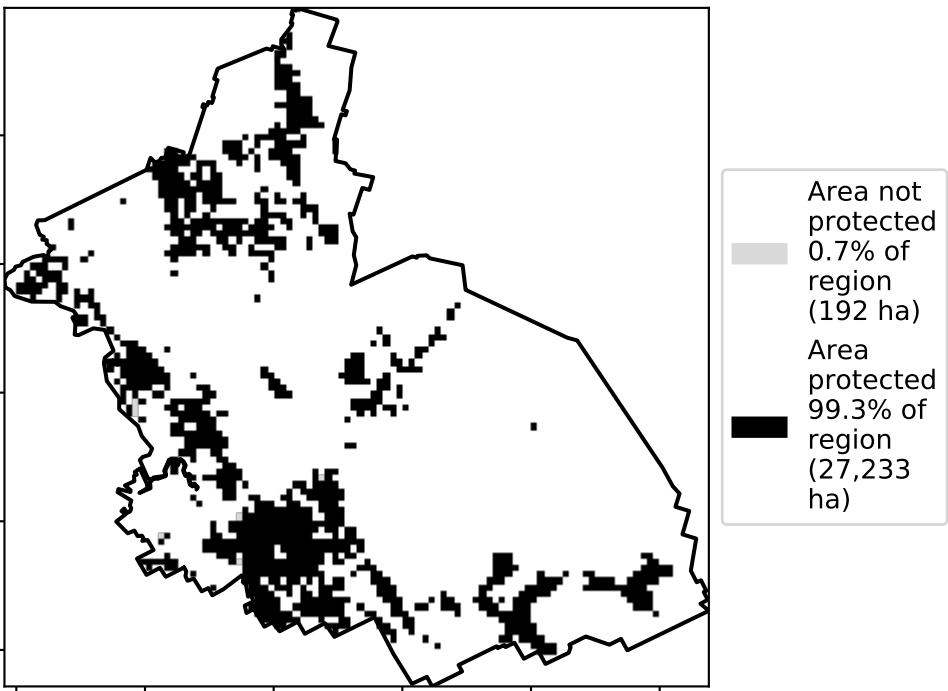 Area not
protected
0.7% of
region
(192 ha)
Area
protected
99.3% of
region
(27,233
ha)